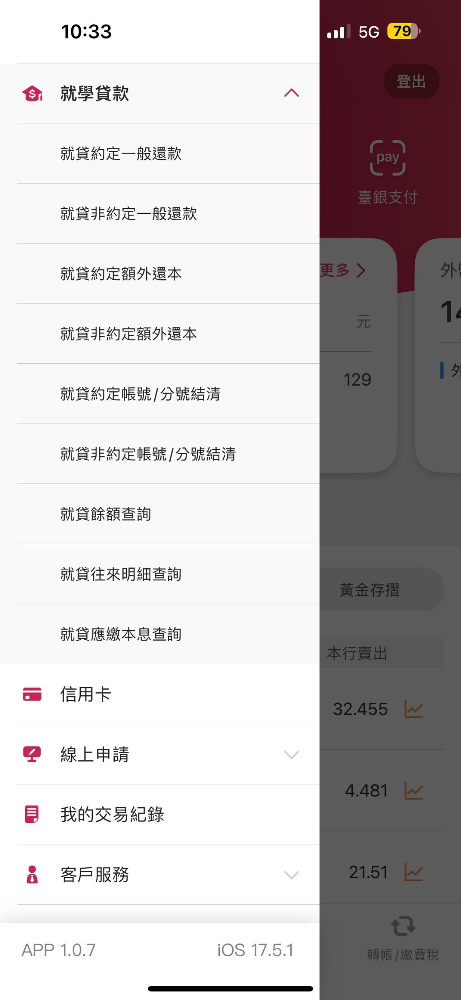 10:33
5G 79
登出
就學貸款
就貸約定一般還款
pay
臺銀支付
就貸非約定一般還款
就貸約定額外還本
更多
元
就貸非約定額外還本
129
就貸約定帳號/分號結清
就貸非約定帳號/分號結清
就貸餘額查詢
就貸往來明細查詢
黃金存摺
就貸應繳本息查詢
本行賣出
信用卡
32.455
線上申請
4.481
我的交易紀錄
客戶服務
21.51
APP 1.0.7
iOS 17.5.1
轉帳/繳費稅